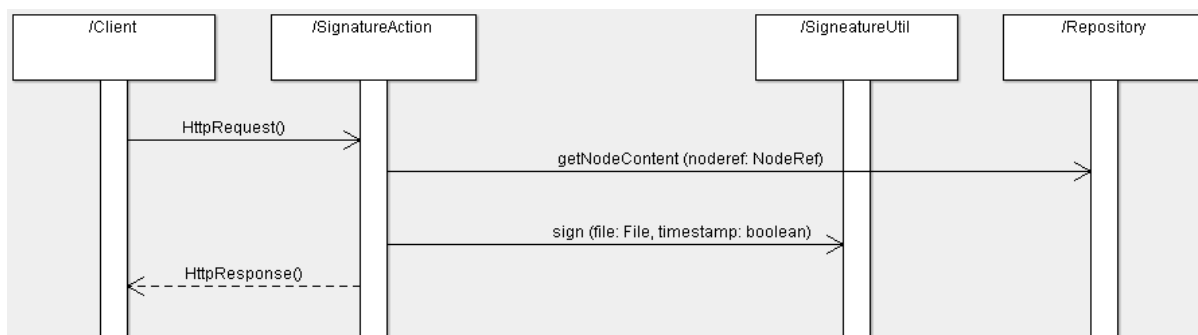 /Client
/SignatureAction
/SigneatureUtil
/Repository
HttpRequest()
getNodeContent (noderef: NodeRef)
sign (file: File, timestamp: boolean)
HttpResponse()